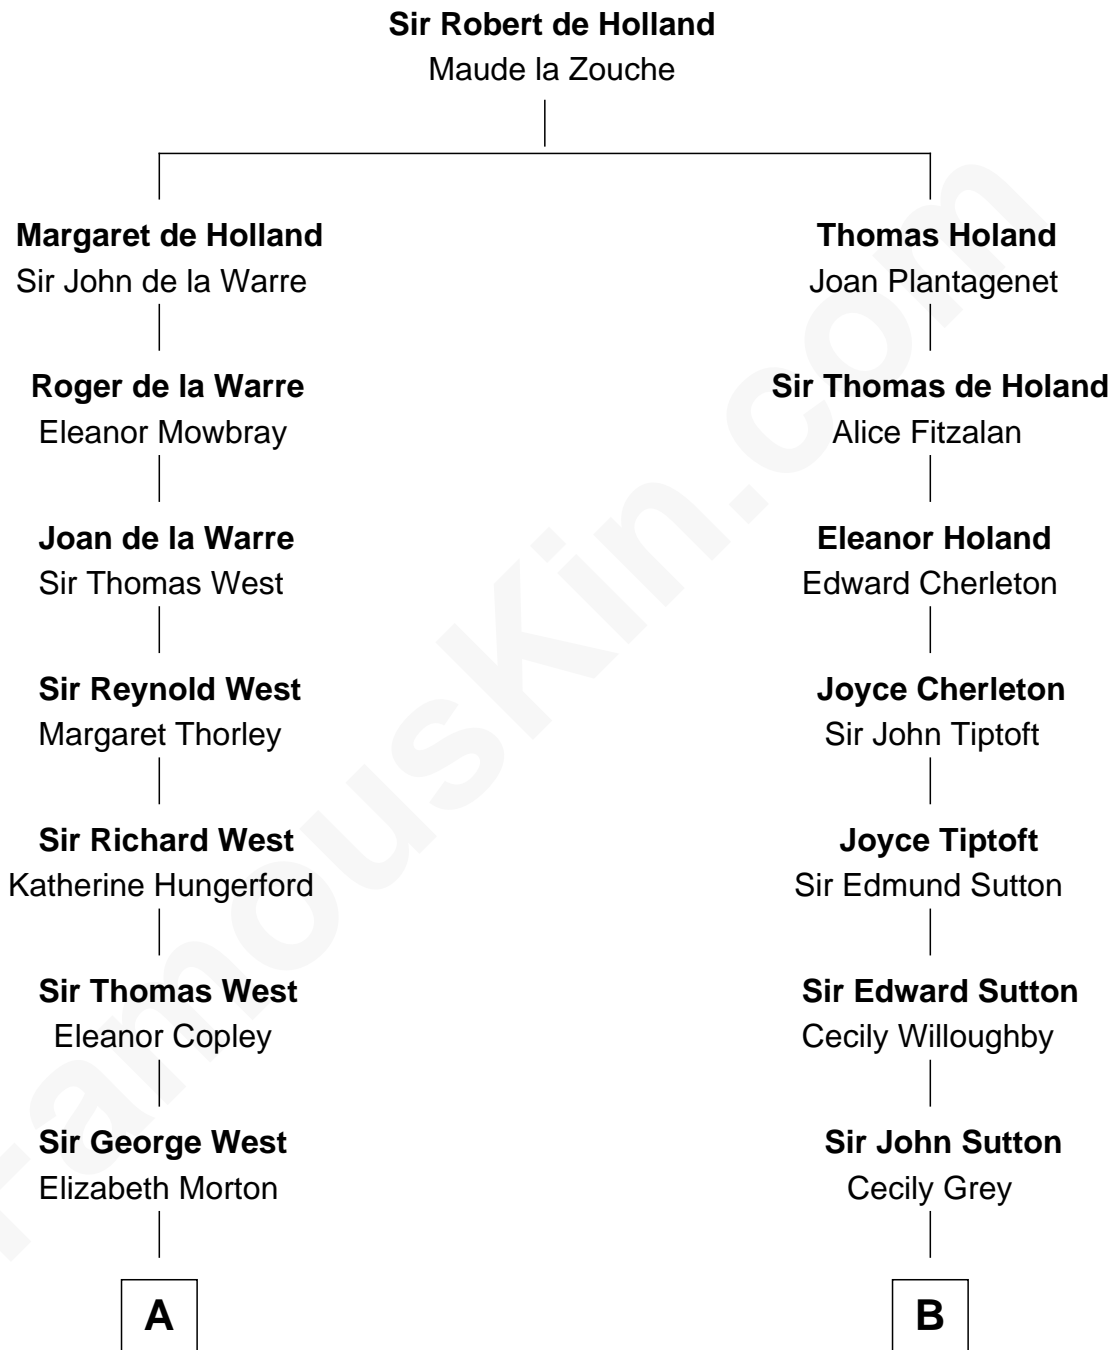 Sir Robert de Holland
Maude la Zouche
Margaret de Holland
Sir John de la Warre
Thomas Holand
Joan Plantagenet
Roger de la Warre
Eleanor Mowbray
Sir Thomas de Holand
Alice Fitzalan
Joan de la Warre
Sir Thomas West
Eleanor Holand
Edward Cherleton
Sir Reynold West
Margaret Thorley
Joyce Cherleton
Sir John Tiptoft
Sir Richard West
Katherine Hungerford
Joyce Tiptoft
Sir Edmund Sutton
Sir Thomas West
Eleanor Copley
Sir Edward Sutton
Cecily Willoughby
Sir George West
Elizabeth Morton
Sir John Sutton
Cecily Grey
A
B
FamousKin.com